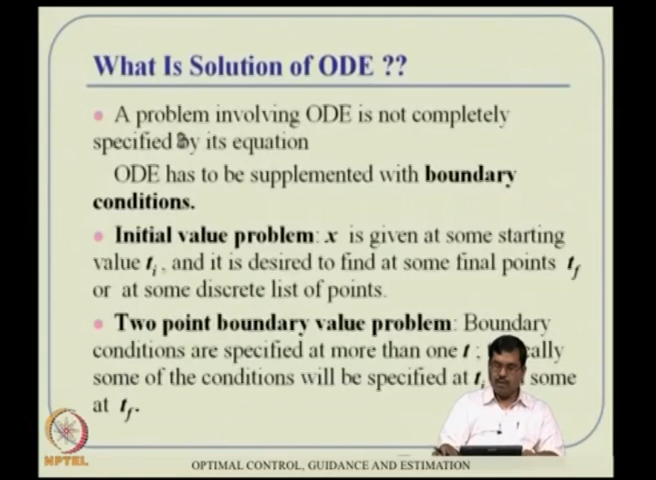 What Is Solution of ODE ??
A problem involving ODE is not completely
specified by its equation
ODE has to be supplemented with boundary
conditions.
Initial value problem: x is given at some starting
value tᵢ , and it is desired to find at some final points t_f
or at some discrete list of points.
Two point boundary value problem: Boundary
conditions are specified at more than one t ;
some of the conditions will be specified at tᵢ some
at t_f.
NPTEL
OPTIMAL CONTROL, GUIDANCE AND ESTIMATION